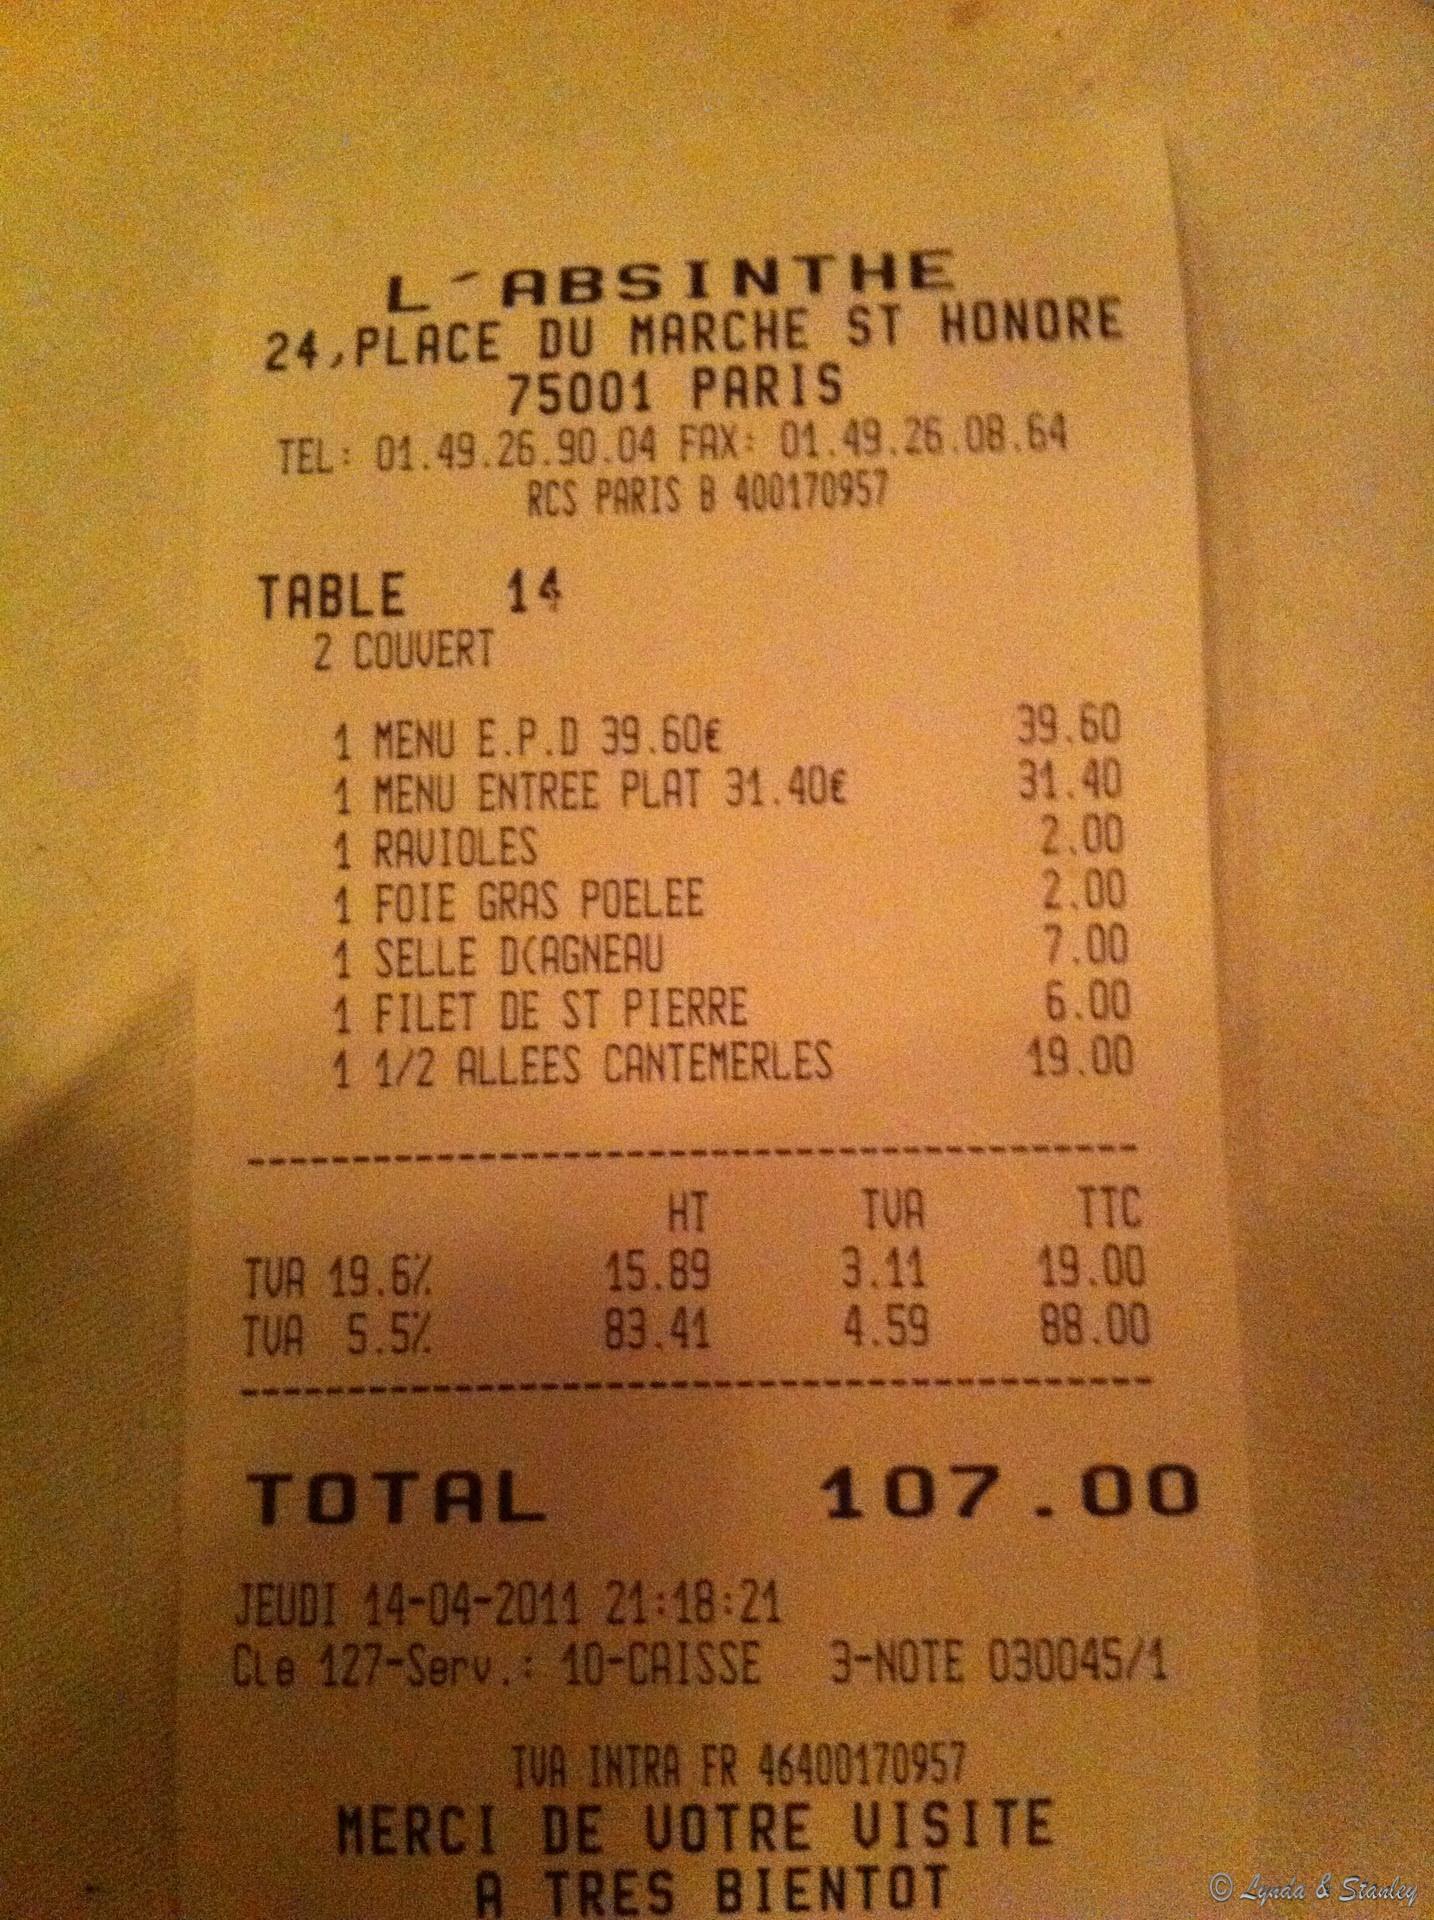 L´ABSINTHE
24,PLACE DU MARCHE ST HONORE
75001 PARIS
TEL: 01.49.26.90.04 FAX: 01.49.26.08.64
RCS PARIS B 400170957
TABLE 14
2 COUVERT
1 MENU E.P.D 39.60€ 39.60
1 MENU ENTREE PLAT 31.40€ 31.40
1 RAVIOLES 2.00
1 FOIE GRAS POELEE 2.00
1 SELLE D(AGNEAU 7.00
1 FILET DE ST PIERRE 6.00
1 1/2 ALLEES CANTEMERLES 19.00
HT TVA TTC
TVA 19.6% 15.89 3.11 19.00
TVA 5.5% 83.41 4.59 88.00
TOTAL 107.00
JEUDI 14-04-2011 21:18:21
Cle 127-Serv.: 10-CAISSE 3-NOTE 030045/1
TVA INTRA FR 46400170957
MERCI DE VOTRE VISITE
A TRES BIENTOT
© Lynda & Stanley